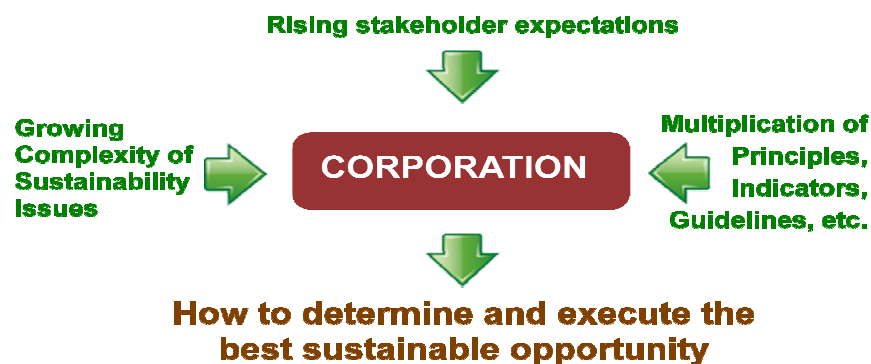 Rising stakeholder expectations
Growing
Complexity of
Sustainability
Issues
CORPORATION
Multiplication of
Principles,
Indicators,
Guidelines, etc.
How to determine and execute the
best sustainable opportunity